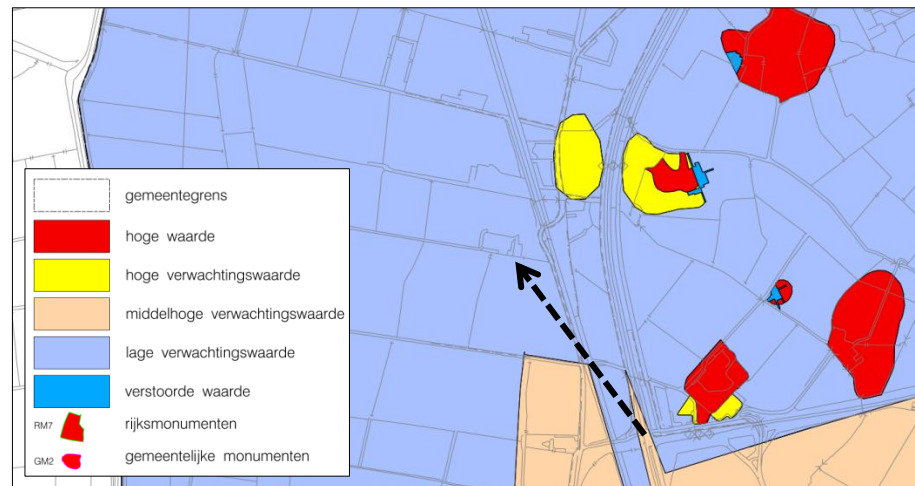 gemeentegrens
hoge waarde
hoge verwachtingswaarde
middelhoge verwachtingswaarde
lage verwachtingswaarde
verstoorde waarde
RM7 rijksmonumenten
GM2 gemeentelijke monumenten